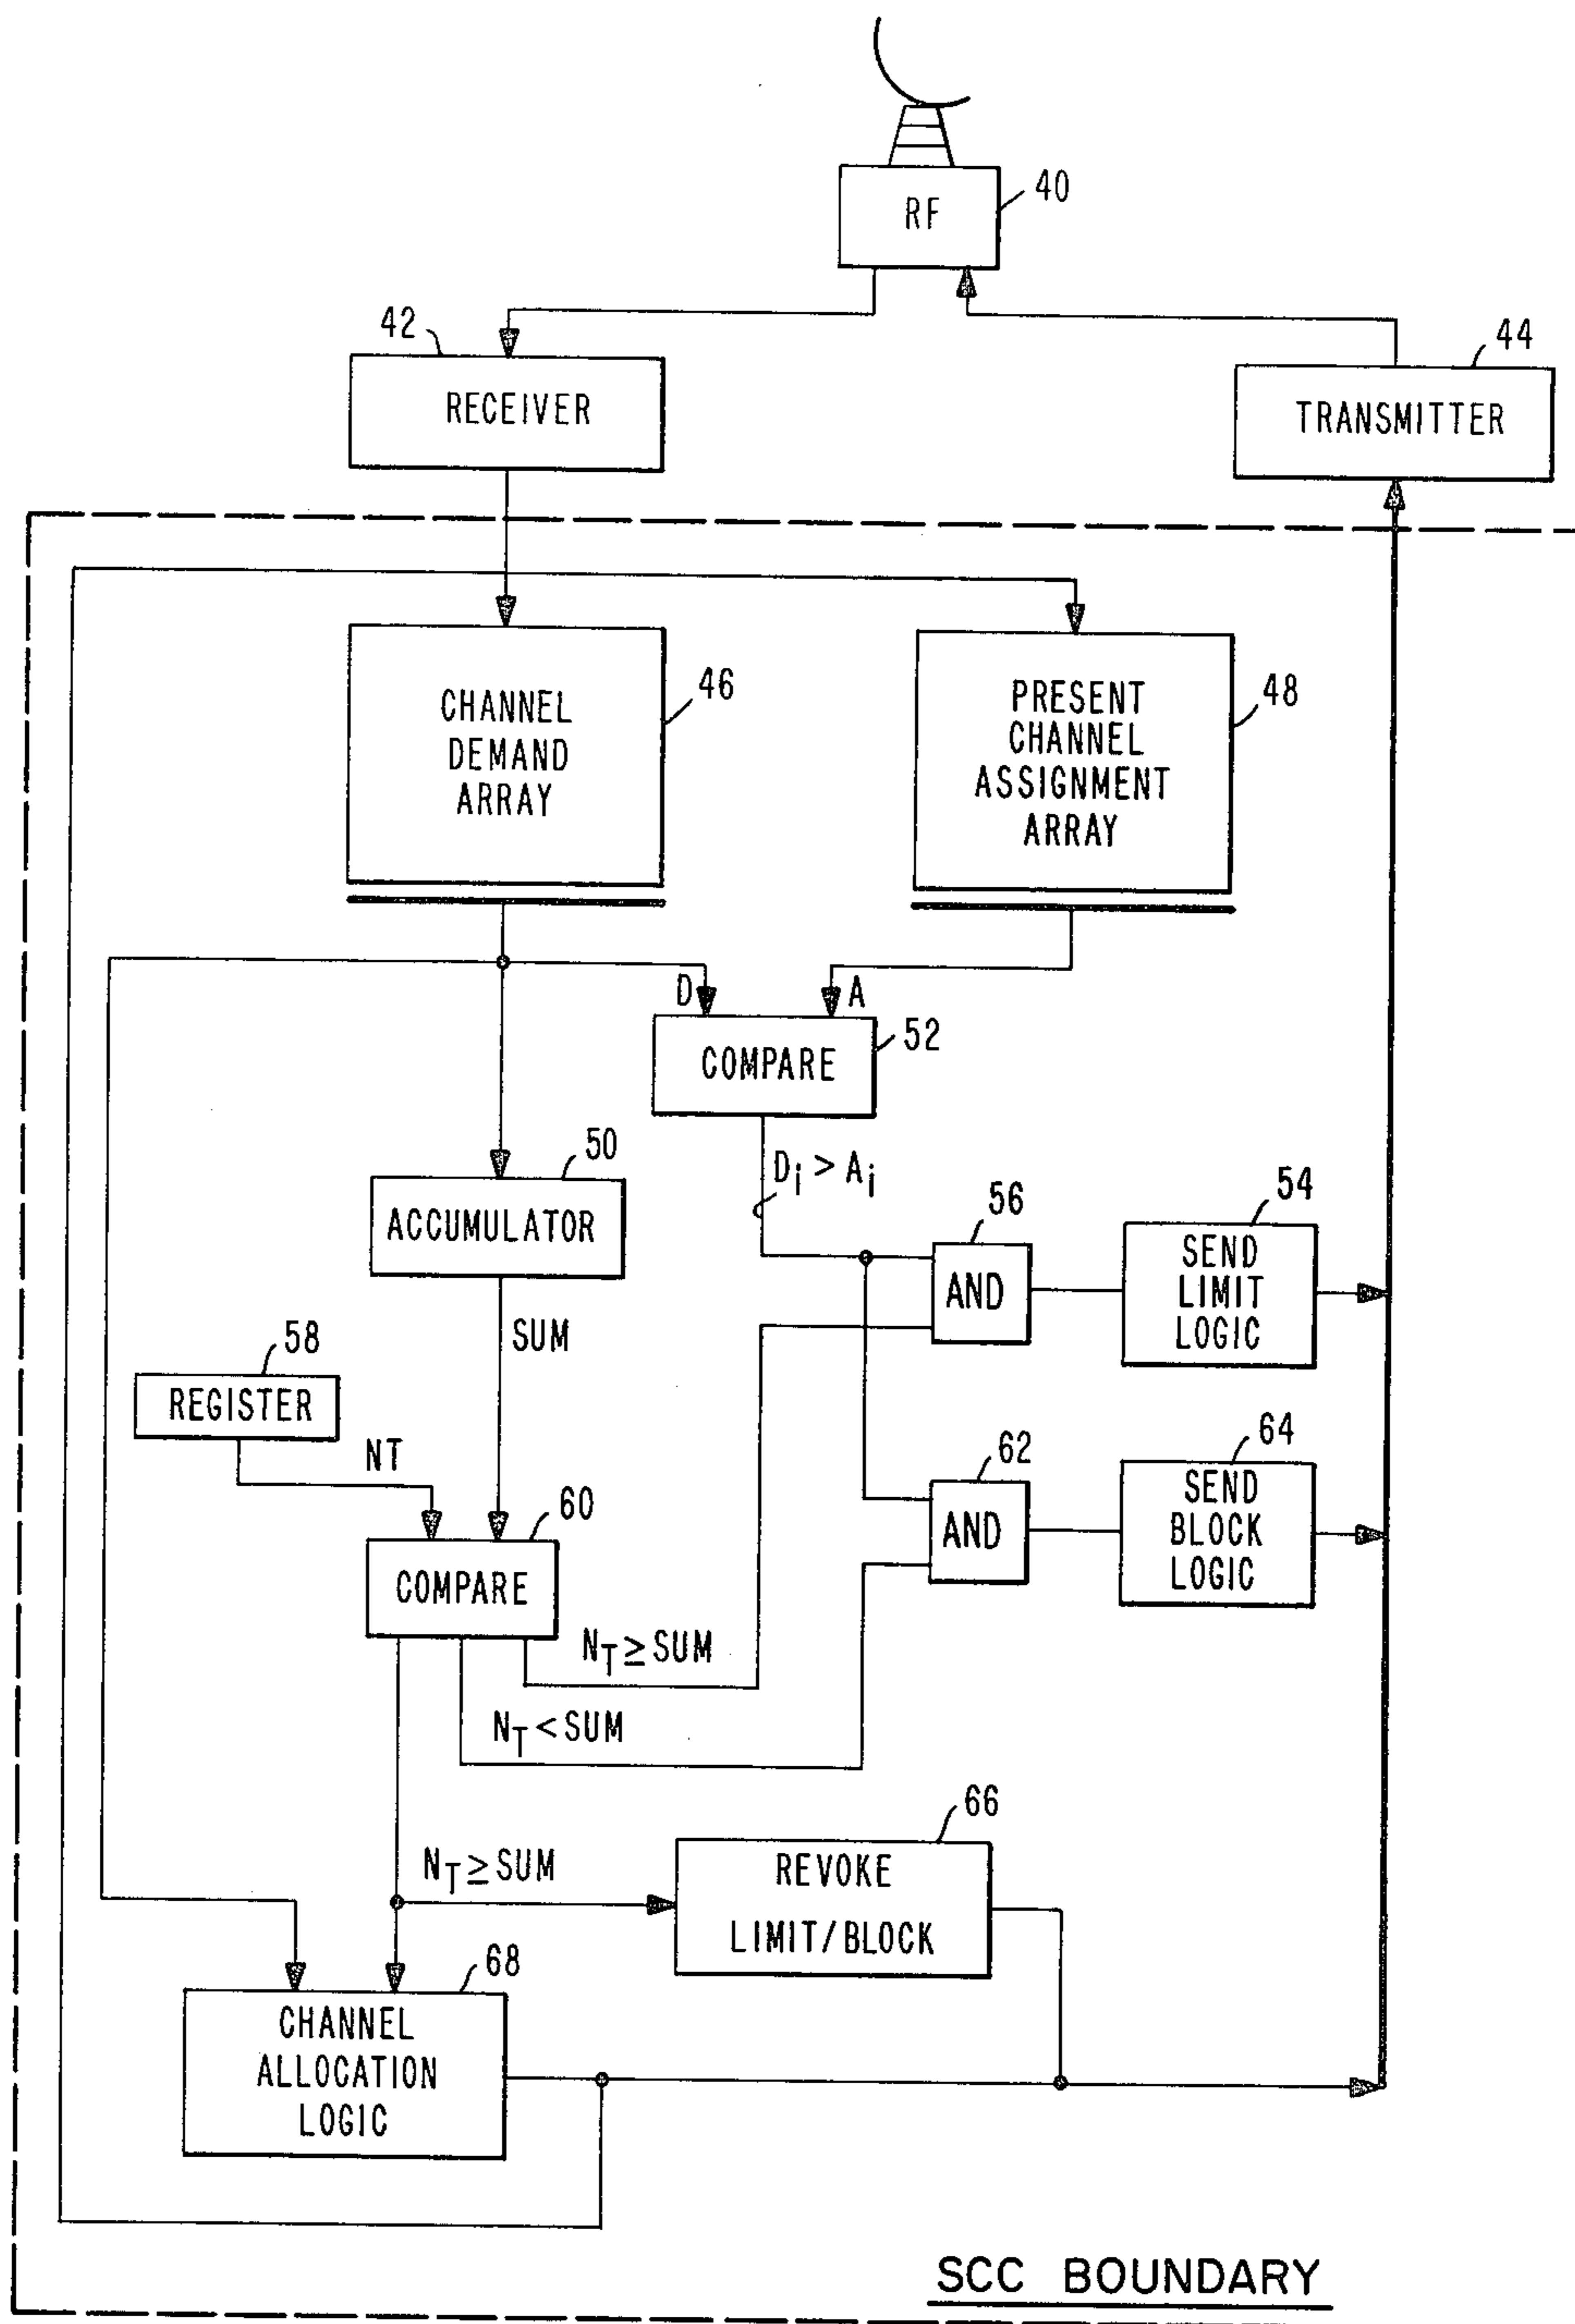 40
RF
42
44
RECEIVER
TRANSMITTER
46
48
CHANNEL
DEMAND
ARRAY
PRESENT
CHANNEL
ASSIGNMENT
ARRAY
D
A
52
COMPARE
50
Di > Ai
ACCUMULATOR
56
54
AND
SEND
LIMIT
LOGIC
SUM
58
REGISTER
NT
62
64
AND
SEND
BLOCK
LOGIC
60
COMPARE
NT ≥ SUM
NT < SUM
66
NT ≥ SUM
REVOKE
LIMIT/BLOCK
68
CHANNEL
ALLOCATION
LOGIC
SCC BOUNDARY